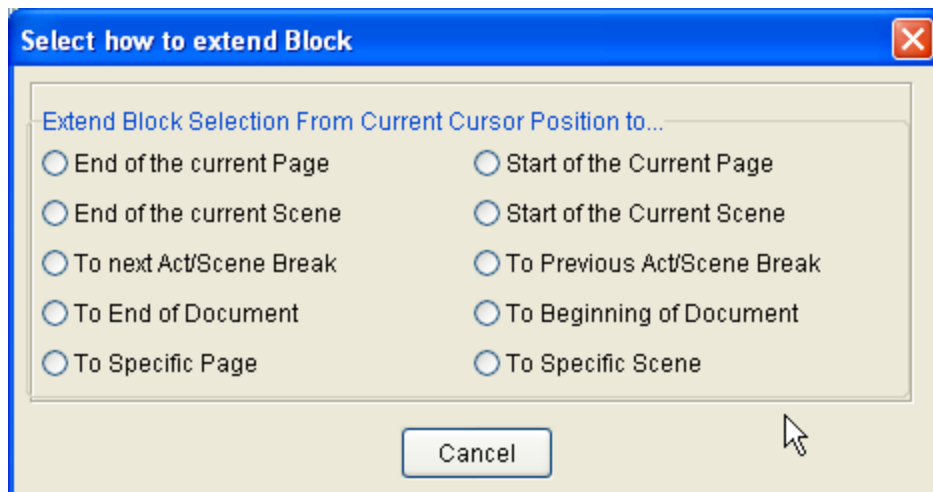 Select how to extend Block
Extend Block Selection From Current Cursor Position to...
End of the current Page
Start of the Current Page
End of the current Scene
Start of the Current Scene
To next Act/Scene Break
To Previous Act/Scene Break
To End of Document
To Beginning of Document
To Specific Page
To Specific Scene
Cancel